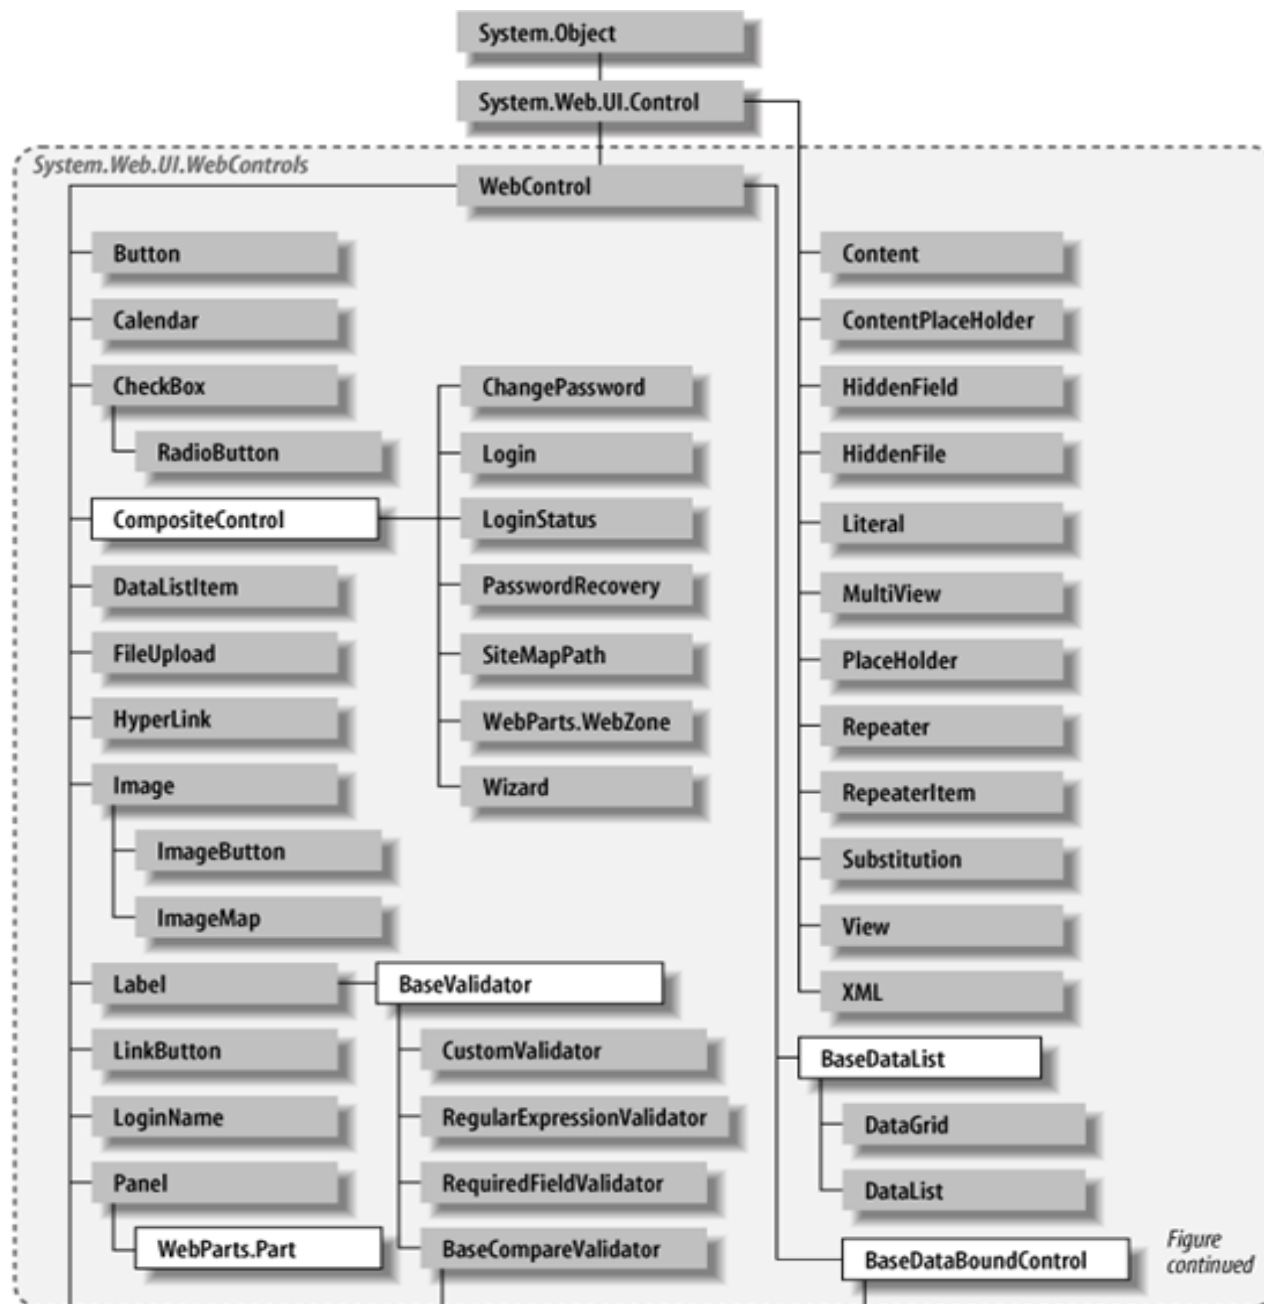 System.Object
System.Web.UI.Control
System.Web.UI.WebControls
WebControl
Button
Calendar
CheckBox
RadioButton
CompositeControl
DataListItem
FileUpload
HyperLink
Image
ImageButton
ImageMap
Label
LinkButton
LoginName
Panel
WebParts.Part
ChangePassword
Login
LoginStatus
PasswordRecovery
SiteMapPath
WebParts.WebZone
Wizard
BaseValidator
CustomValidator
RegularExpressionValidator
RequiredFieldValidator
BaseCompareValidator
Content
ContentPlaceHolder
HiddenField
HiddenFile
Literal
MultiView
PlaceHolder
Repeater
RepeaterItem
Substitution
View
XML
BaseDataList
DataGrid
DataList
BaseDataBoundControl
Figure
continued